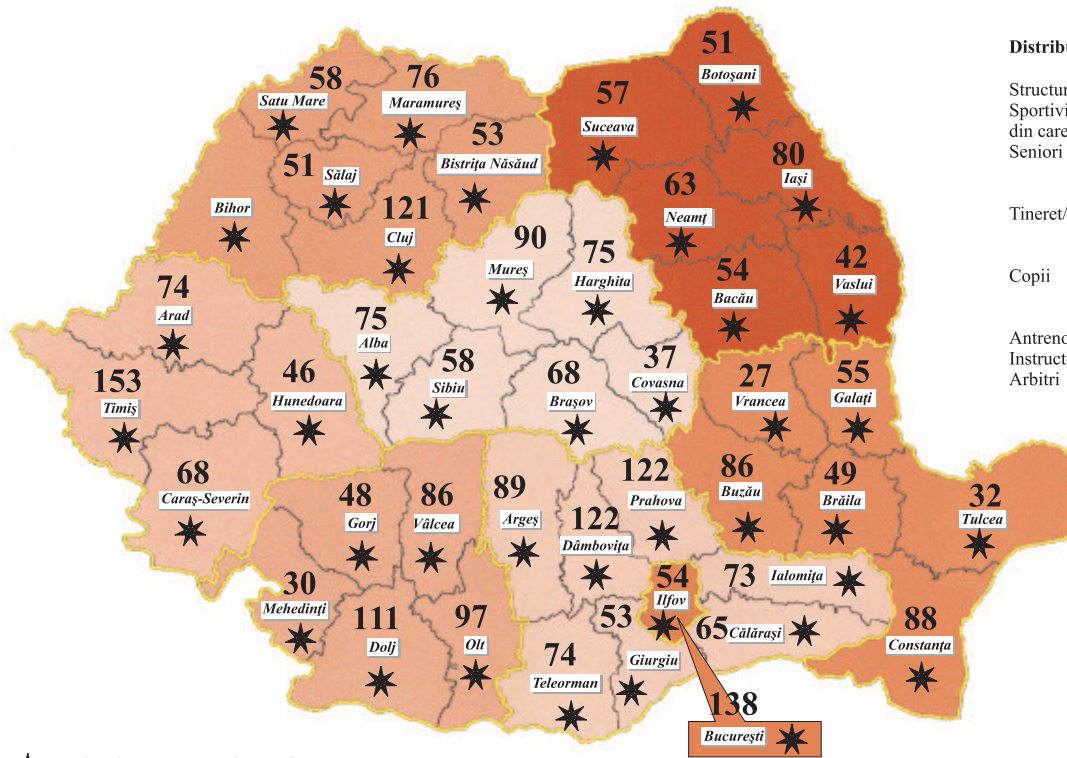 51
Botoşani
Distribu
58
Satu Mare
76
Maramureş
57
Suceava
Structur
Sportivi
din care
Seniori
53
Bistriţa Năsăud
80
Iaşi
51
Sălaj
63
Neamţ
Tineret/
Bihor
121
Cluj
90
Mureş
75
Harghita
54
Bacău
42
Vaslui
Copii
74
Arad
75
Alba
Antreno
Instructo
Arbitri
153
Timiş
46
Hunedoara
58
Sibiu
68
Braşov
37
Covasna
27
Vrancea
55
Galaţi
68
Caraş-Severin
48
Gorj
86
Vâlcea
89
Argeş
122
Prahova
86
Buzău
49
Brăila
32
Tulcea
122
Dâmboviţa
30
Mehedinţi
111
Dolj
97
Olt
54
Ilfov
73
Ialomiţa
53
Giurgiu
65
Călăraşi
88
Constanţa
74
Teleorman
138
Bucureşti